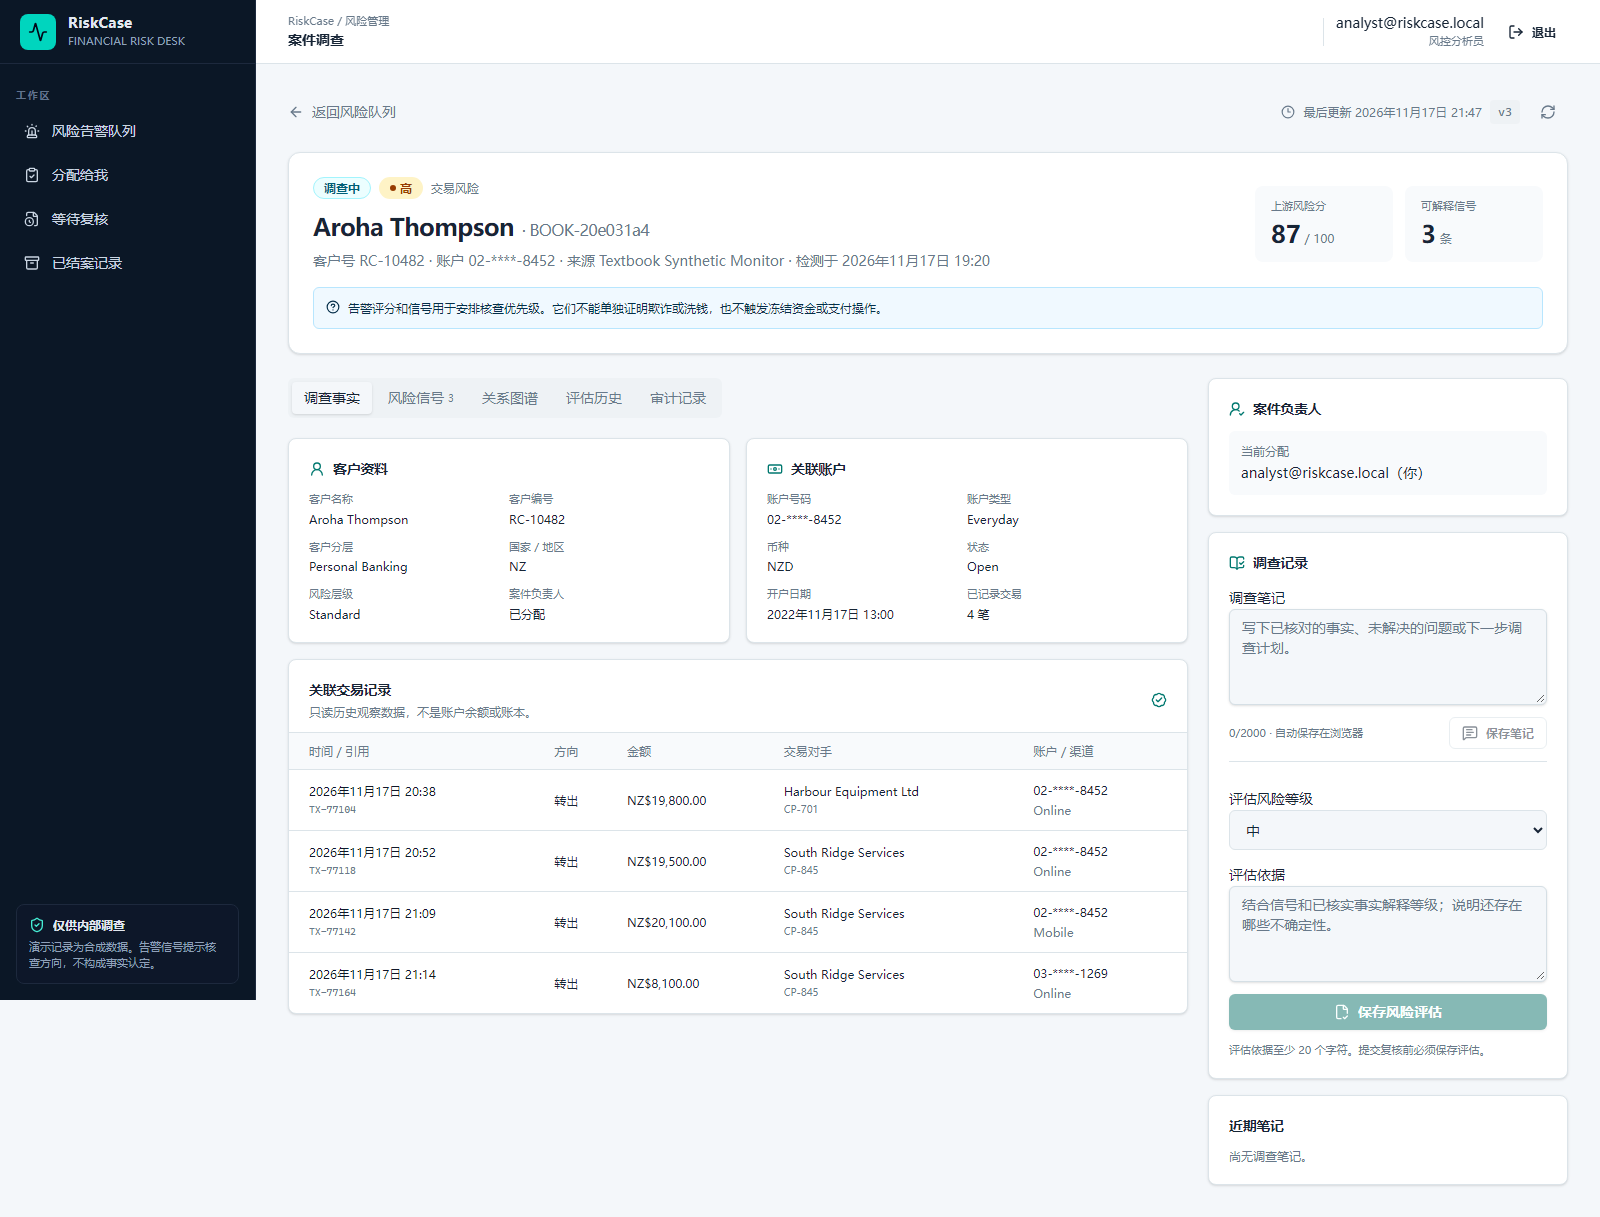 RiskCase
FINANCIAL RISK DESK
工作区
风险告警队列
分配给我
等待复核
已结案记录
仅供内部调查
演示记录为合成数据。告警信号提示核
查方向，不构成事实认定。
RiskCase / 风险管理
案件调查
analyst@riskcase.local
风控分析员
退出
返回风险队列
最后更新 2026年11月17日 21:47 v3
调查中 高 交易风险
Aroha Thompson · BOOK-20e031a4
客户号 RC-10482 · 账户 02-****-8452 · 来源 Textbook Synthetic Monitor · 检测于 2026年11月17日 19:20
上游风险分
87 / 100
可解释信号
3 条
告警评分和信号用于安排核查优先级。它们不能单独证明欺诈或洗钱，也不触发冻结资金或支付操作。
调查事实 风险信号 3 关系图谱 评估历史 审计记录
客户资料
客户名称 客户编号
Aroha Thompson RC-10482
客户分层 国家 / 地区
Personal Banking NZ
风险层级 案件负责人
Standard 已分配
关联账户
账户号码 账户类型
02-****-8452 Everyday
币种 状态
NZD Open
开户日期 已记录交易
2022年11月17日 13:00 4 笔
关联交易记录
只读历史观察数据，不是账户余额或账本。
时间 / 引用 方向 金额 交易对手 账户 / 渠道
2026年11月17日 20:38 转出 NZ$19,800.00 Harbour Equipment Ltd 02-****-8452
TX-77104 CP-701 Online
2026年11月17日 20:52 转出 NZ$19,500.00 South Ridge Services 02-****-8452
TX-77118 CP-845 Online
2026年11月17日 21:09 转出 NZ$20,100.00 South Ridge Services 02-****-8452
TX-77142 CP-845 Mobile
2026年11月17日 21:14 转出 NZ$8,100.00 South Ridge Services 03-****-1269
TX-77164 CP-845 Online
案件负责人
当前分配
analyst@riskcase.local（你）
调查记录
调查笔记
写下已核对的事实、未解决的问题或下一步调
查计划。
0/2000 · 自动保存在浏览器
保存笔记
评估风险等级
中
评估依据
结合信号和已核实事实解释等级；说明还存在
哪些不确定性。
保存风险评估
评估依据至少 20 个字符。提交复核前必须保存评估。
近期笔记
尚无调查笔记。